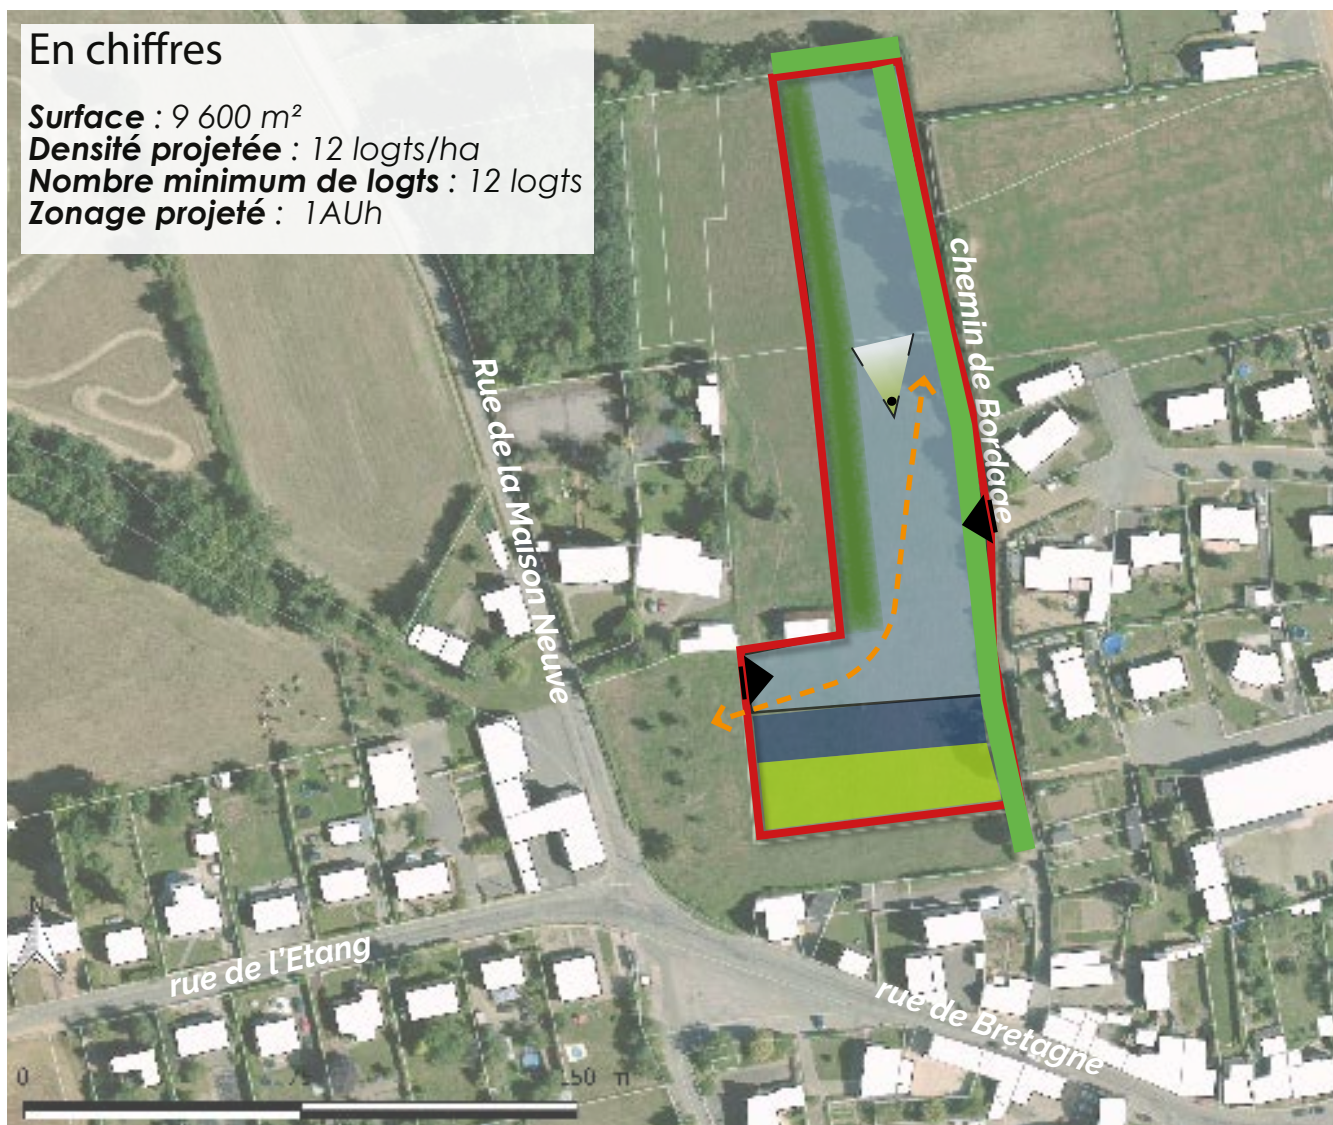 En chiffres
Surface : 9 600 m²
Densité projetée : 12 logts/ha
Nombre minimum de logts : 12 logts
Zonage projeté : 1AUh
chemin de Bordage
Rue de la Maison Neuve
rue de l'Etang
rue de Bretagne
N
0 75 150 m